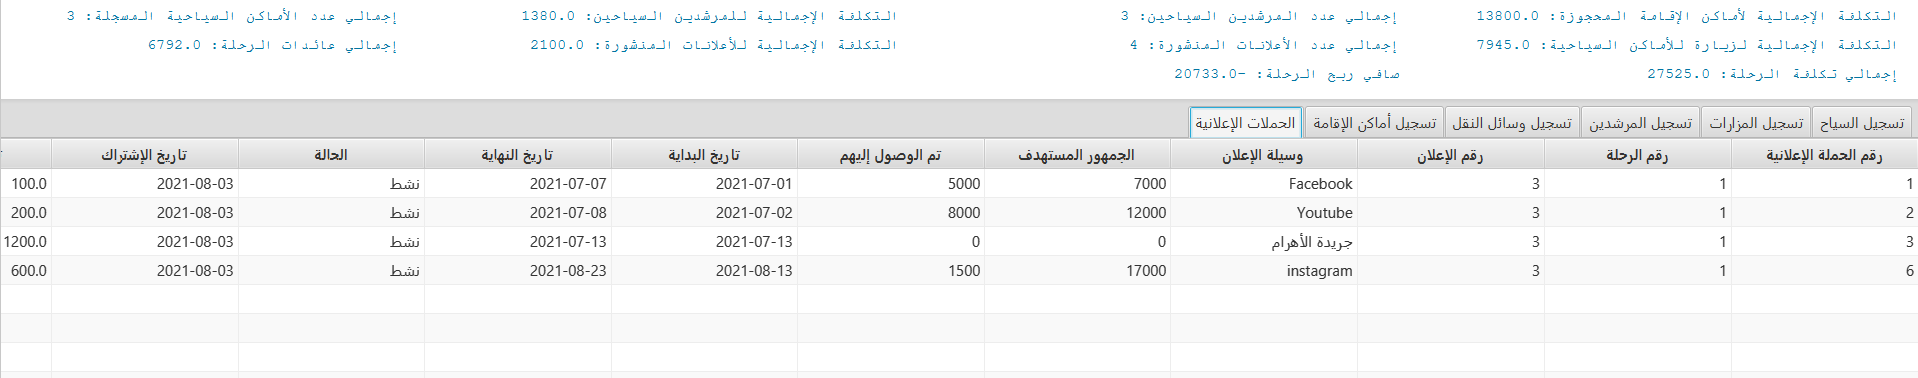 التكلفة الإجمالية لأماكن الإقامة المحجوزة: 13800.0 إجمالي عدد المرشدين السياحين: 3 التكلفة الإجمالية للمرشدين السياحين: 1380.0 إجمالي عدد الأماكن السياحية المسجلة: 3
التكلفة الإجمالية لزيارة للأماكن السياحية: 7945.0 إجمالي عدد الأعلانات المنشورة: 4 التكلفة الإجمالية للأعلانات المنشورة: 2100.0 إجمالي عائدات الرحلة: 6792.0
إجمالي تكلفة الرحلة: 27525.0 صافي ربح الرحلة: -20733.0
تسجيل السياح تسجيل المزارات تسجيل المرشدين تسجيل وسائل النقل تسجيل أماكن الإقامة الحملات الإعلانية
رقم الحملة الإعلانية رقم الرحلة رقم الإعلان وسيلة الإعلان الجمهور المستهدف تم الوصول إليهم تاريخ البداية تاريخ النهاية الحالة تاريخ الإشتراك
1 1 3 Facebook 7000 5000 2021-07-01 2021-07-07 نشط 2021-08-03 100.0
2 1 3 Youtube 12000 8000 2021-07-02 2021-07-08 نشط 2021-08-03 200.0
3 1 3 جريدة الأهرام 0 0 2021-07-13 2021-07-13 نشط 2021-08-03 1200.0
6 1 3 instagram 17000 1500 2021-08-13 2021-08-23 نشط 2021-08-03 600.0